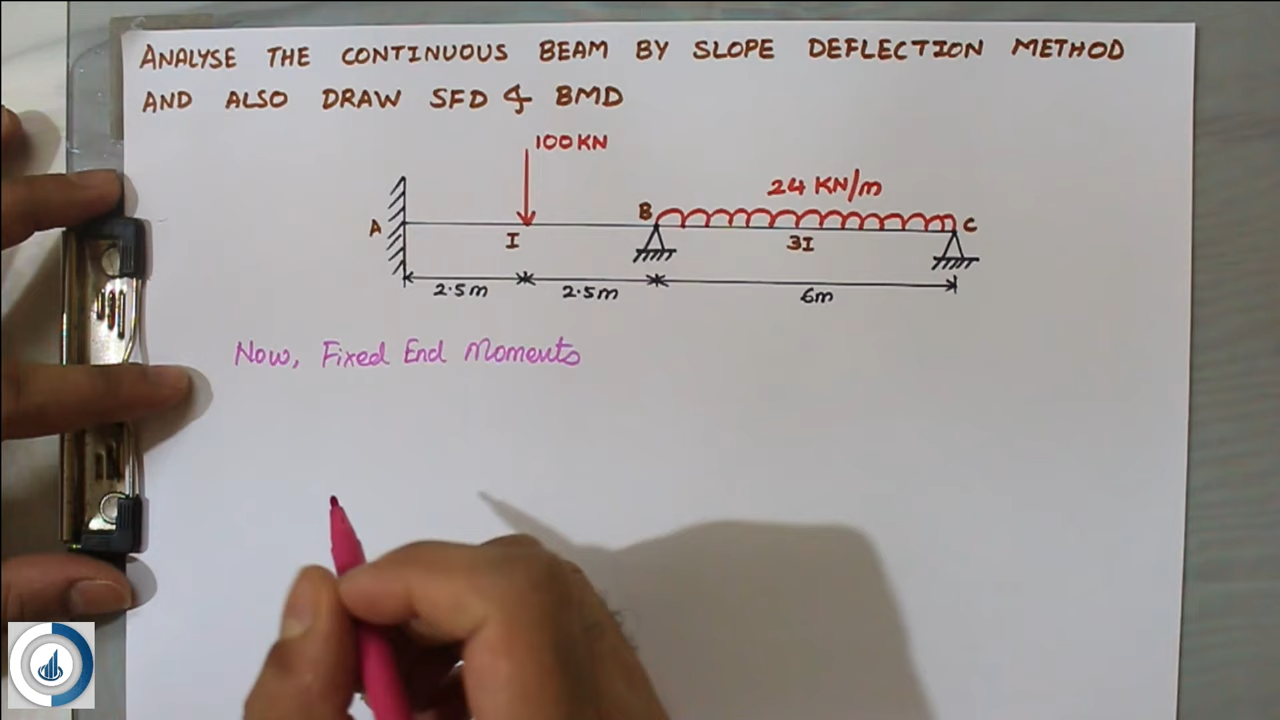 ANALYSE THE CONTINUOUS BEAM BY SLOPE DEFLECTION METHOD
AND ALSO DRAW SFD & BMD
100 KN
24 KN/m
A
B
C
I
3I
2.5m
2.5m
6m
Now, Fixed End Moments